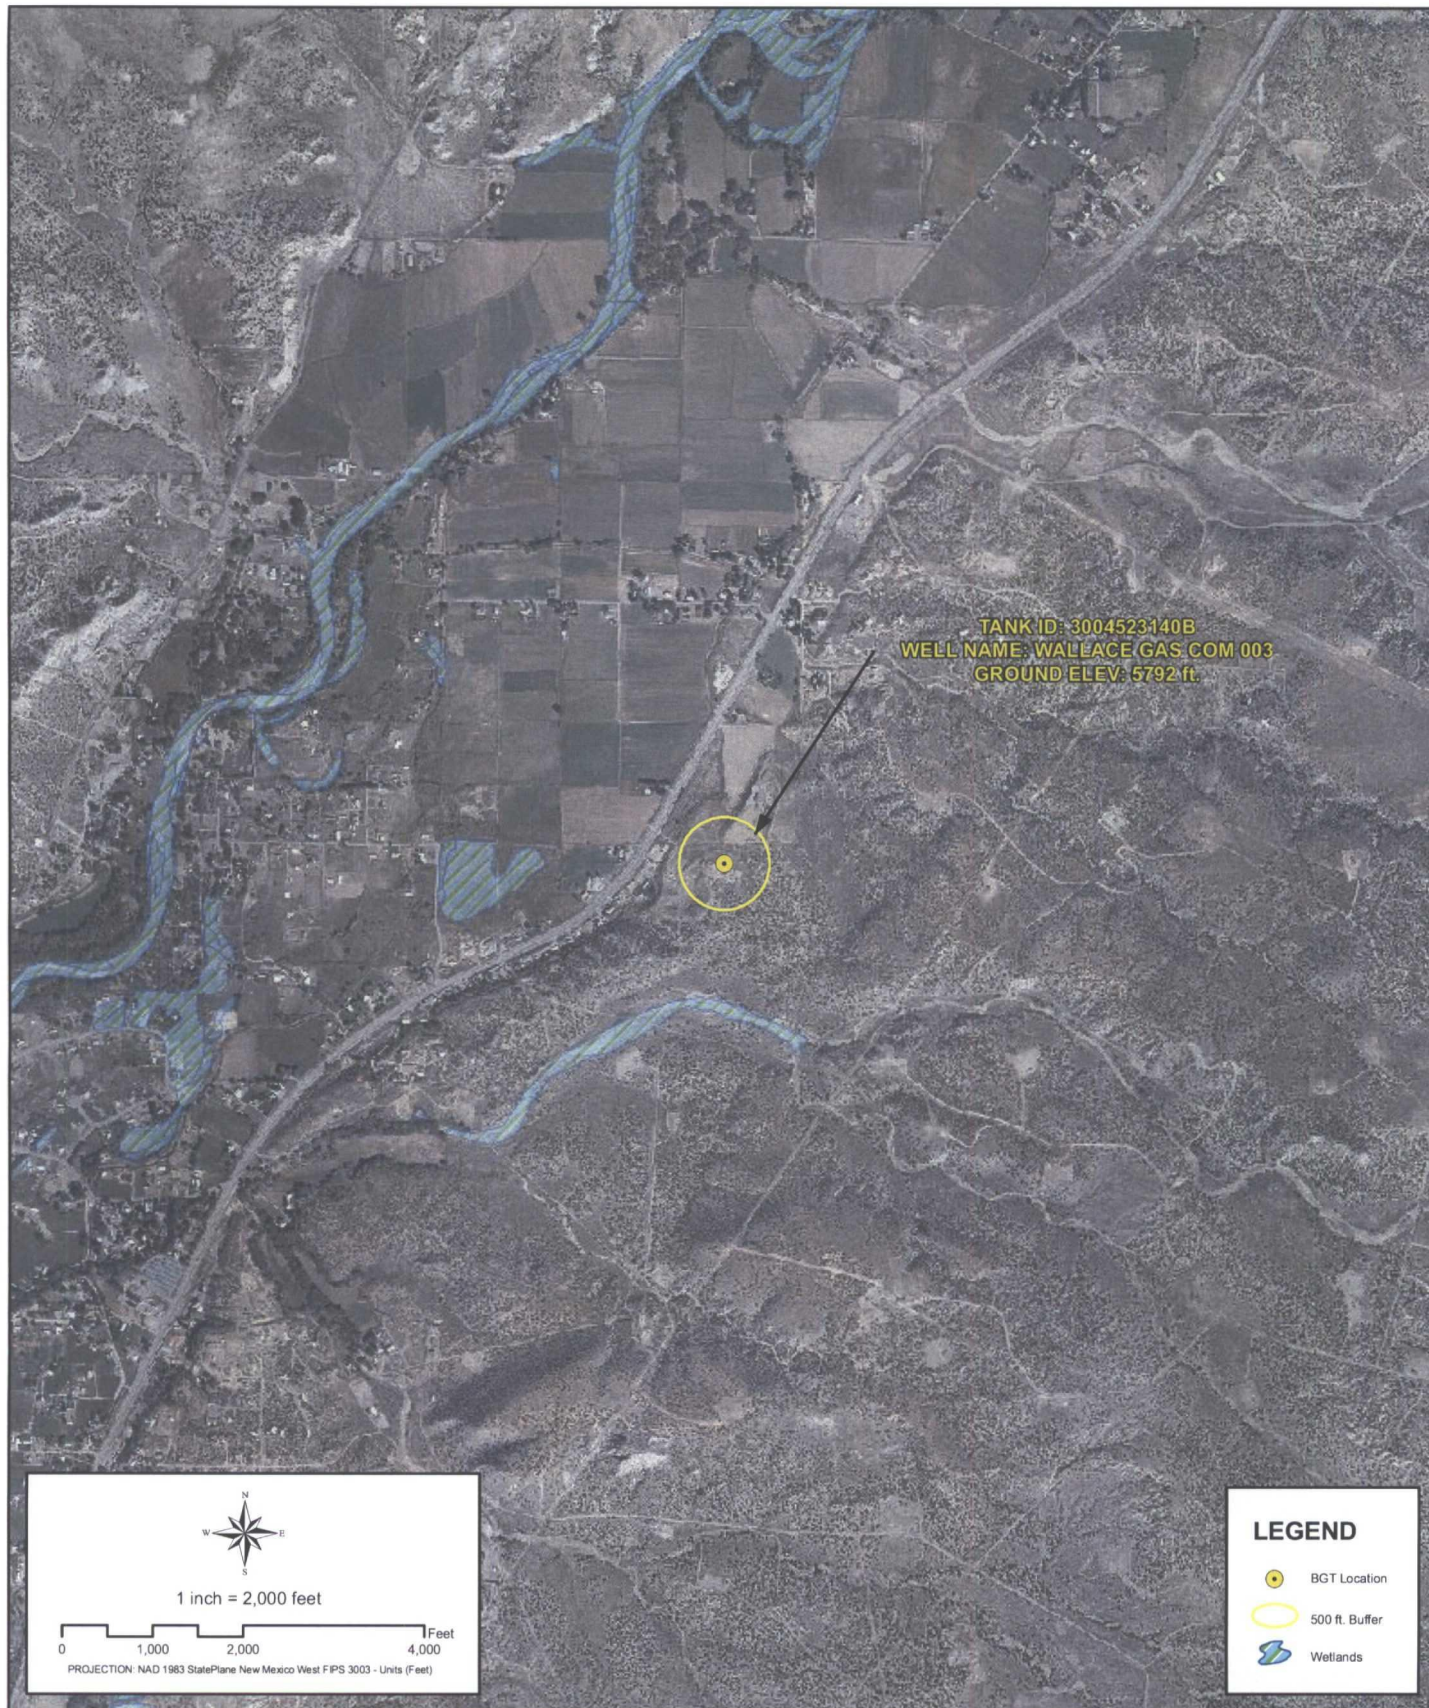 TANK ID: 3004523140B
WELL NAME: WALLACE GAS COM 003
GROUND ELEV: 5792 ft.
N
W E
S
1 inch = 2,000 feet
Feet
0 1,000 2,000 4,000
PROJECTION: NAD 1983 StatePlane New Mexico West FIPS 3003 - Units (Feet)
LEGEND
BGT Location
500 ft. Buffer
Wetlands